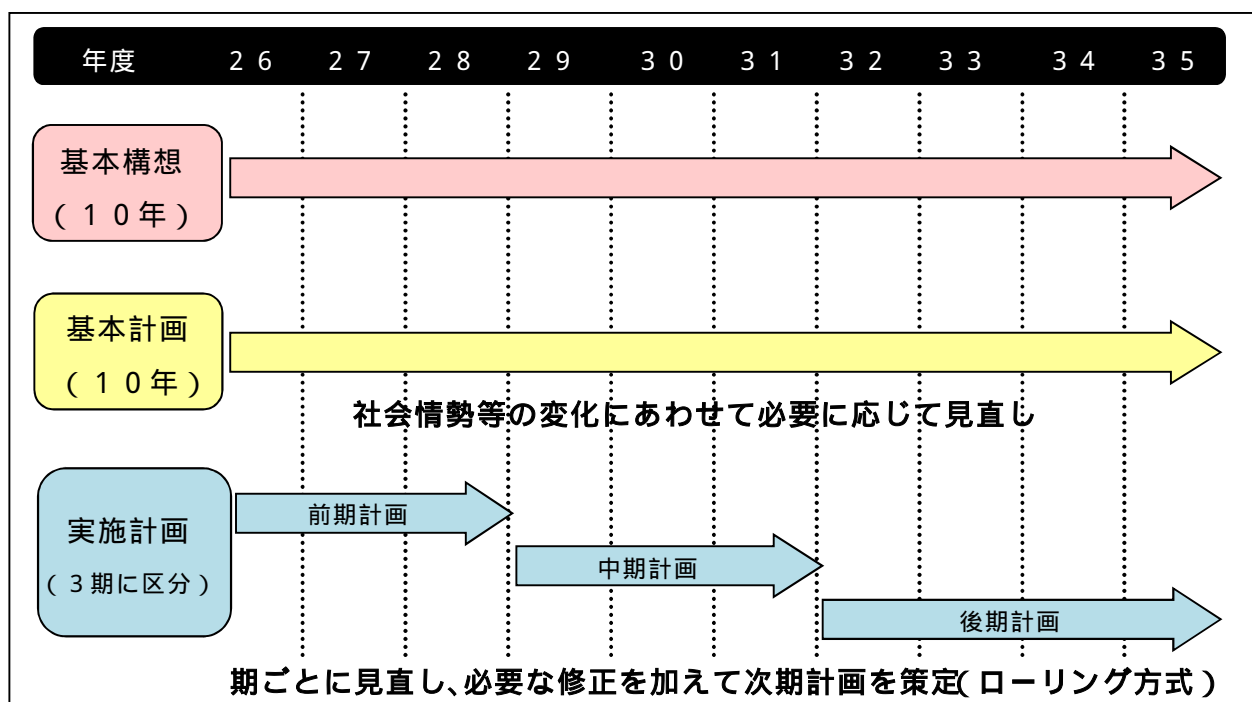 年度 26 27 28 29 30 31 32 33 34 35
基本構想
(10年)
基本計画
(10年)
社会情勢等の変化にあわせて必要に応じて見直し
実施計画
(3期に区分)
前期計画
中期計画
後期計画
期ごとに見直し、必要な修正を加えて次期計画を策定(ローリング方式)